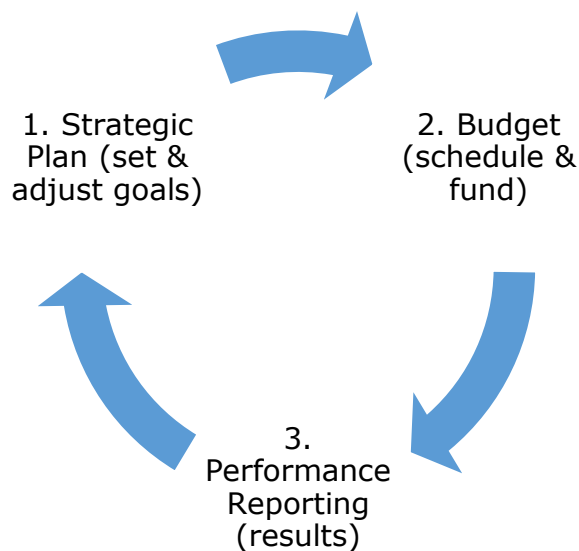 1. Strategic
Plan (set &
adjust goals)
2. Budget
(schedule &
fund)
3.
Performance
Reporting
(results)